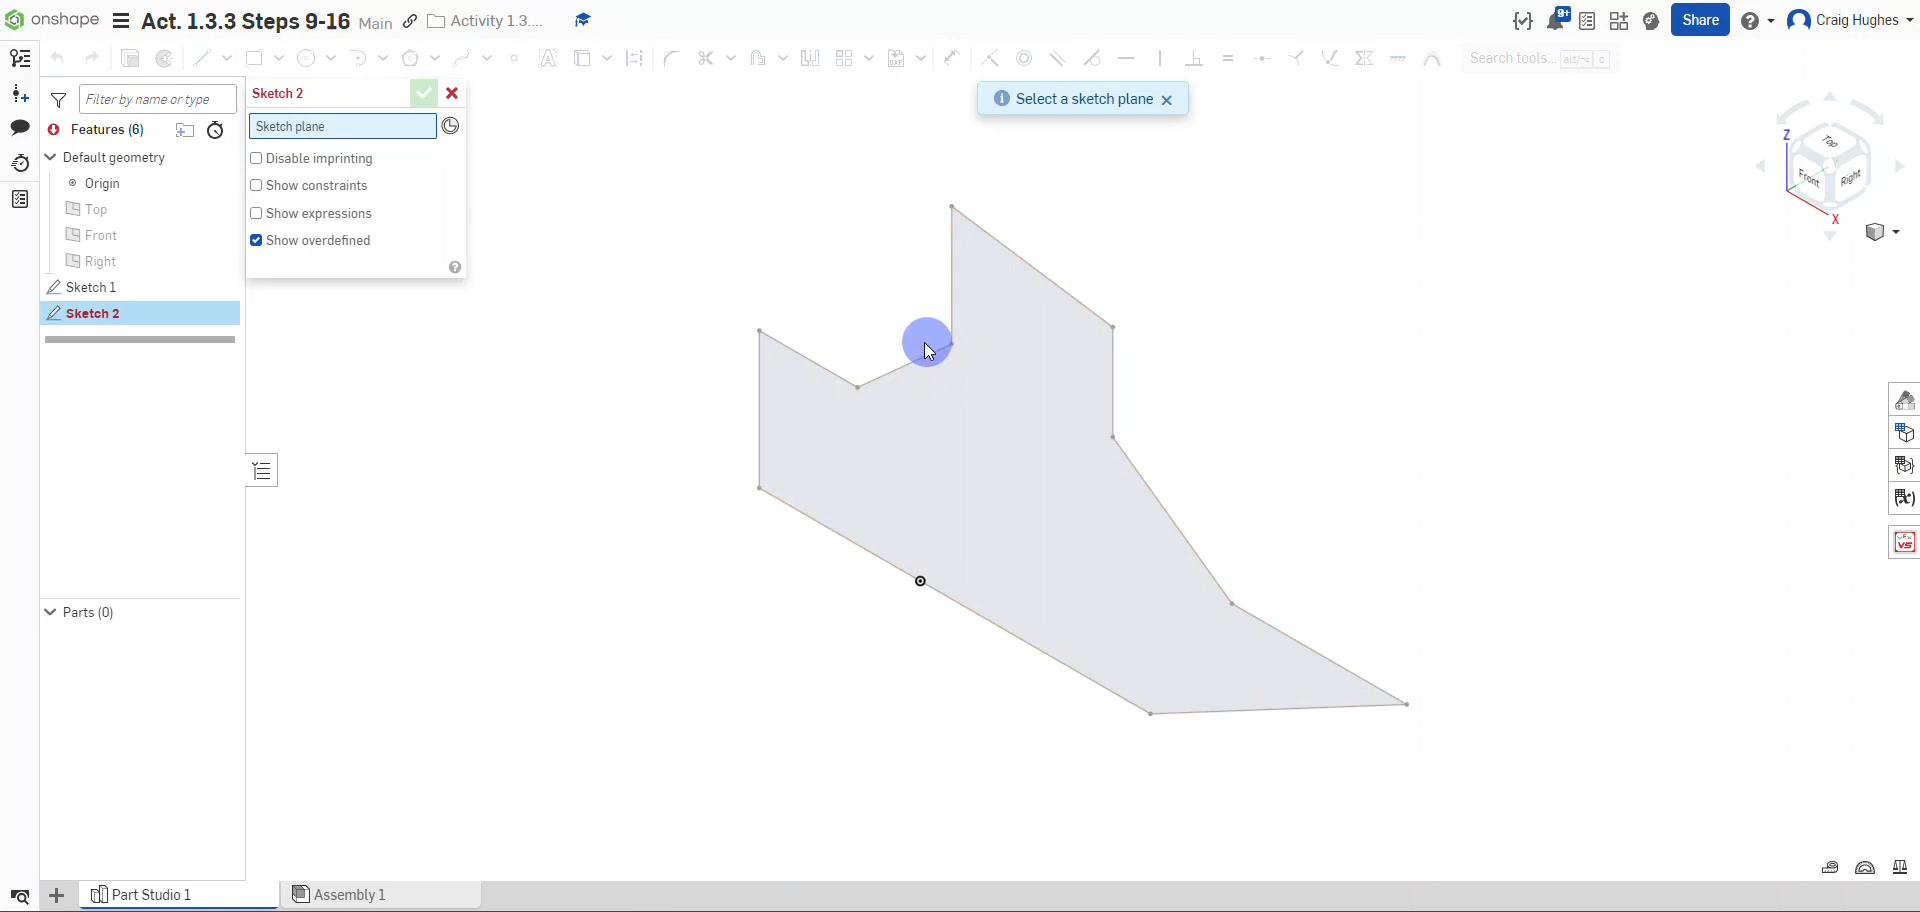 onshape Act. 1.3.3 Steps 9-16 Main Activity 1.3.... 9+ Share Craig Hughes
Search tools... alt/⌥ c
Filter by name or type
Features (6)
Default geometry
Origin
Top
Front
Right
Sketch 1
Sketch 2
Parts (0)
Sketch 2
Sketch plane
Disable imprinting
Show constraints
Show expressions
Show overdefined
Select a sketch plane
Z
Top
Front
Right
X
Part Studio 1
Assembly 1